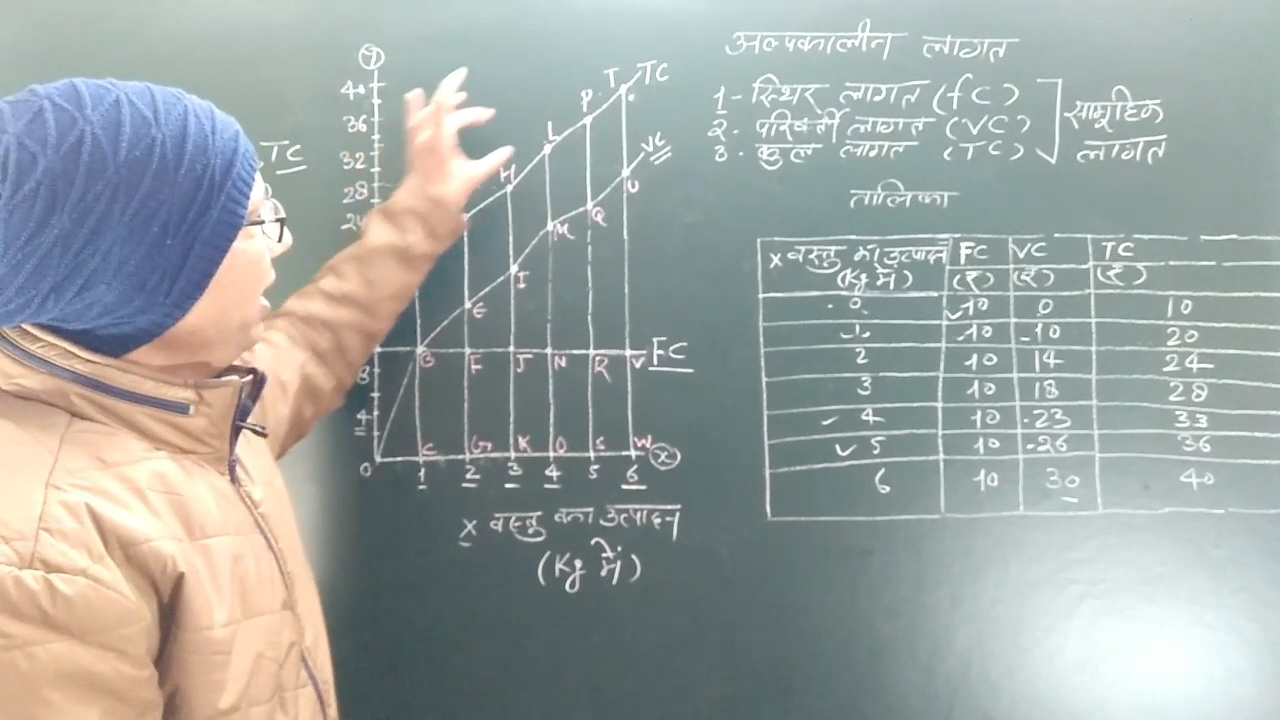 अल्पकालीन लागत
1- स्थिर लागत (fC)
2. परिवर्ती लागत (VC)
3. कुल लागत (TC)
सामूहिक
लागत
तालिका
x वस्तु का उत्पादन FC VC TC
(Kg में) (₹) (₹) (₹)
0 10 0 10
1 10 10 20
2 10 14 24
3 10 18 28
4 10 23 33
5 10 26 36
6 10 30 40
Y
40
36
32
28
24
8
4
0
TC
T TC
P
L
H
VC
U
Q
M
I
E
B F J N R V FC
C G K O S W X
1 2 3 4 5 6
x वस्तु का उत्पादन
(Kg में)